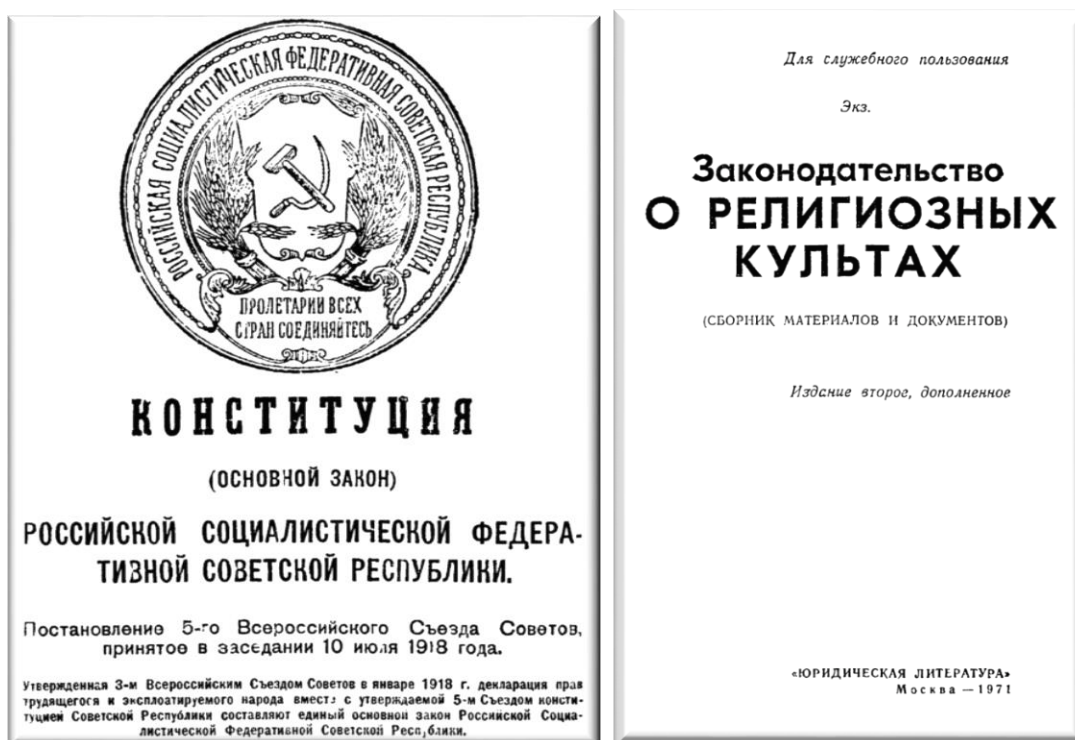 РОССИЙСКАЯ СОЦИАЛИСТИЧЕСКАЯ ФЕДЕРАТИВНАЯ СОВЕТСКАЯ РЕСПУБЛИКА
ПРОЛЕТАРИИ ВСЕХ
СТРАН СОЕДИНЯЙТЕСЬ
КОНСТИТУЦИЯ
(ОСНОВНОЙ ЗАКОН)
РОССИЙСКОЙ СОЦИАЛИСТИЧЕСКОЙ ФЕДЕРА-
ТИВНОЙ СОВЕТСКОЙ РЕСПУБЛИКИ.
Постановление 5-го Всероссийского Съезда Советов,
принятое в заседании 10 июля 1918 года.
Утвержденная 3-м Всероссийским Съездом Советов в январе 1918 г. декларация прав
трудящегося и эксплоатируемого народа вместе с утверждаемой 5-м Съездом консти-
туцией Советской Республики составляют единый основной закон Российской Социа-
листической Федеративной Советской Республики.
Для служебного пользования
Экз.
Законодательство
О РЕЛИГИОЗНЫХ
КУЛЬТАХ
(СБОРНИК МАТЕРИАЛОВ И ДОКУМЕНТОВ)
Издание второе, дополненное
«ЮРИДИЧЕСКАЯ ЛИТЕРАТУРА»
Москва — 1971